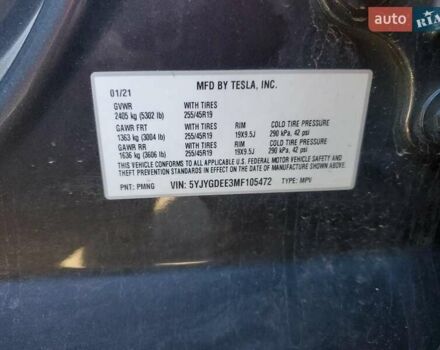 auto RIA
MFD BY TESLA, INC.
01/21
GVWR WITH TIRES
2405 kg (5302 lb) 255/45R19
GAWR FRT WITH TIRES RIM COLD TIRE PRESSURE
1363 kg (3004 lb) 255/45R19 19X9.5J 290 kPa, 42 psi
GAWR RR WITH TIRES RIM COLD TIRE PRESSURE
1636 kg (3606 lb) 255/45R19 19X9.5J 290 kPa, 42 psi
THIS VEHICLE CONFORMS TO ALL APPLICABLE U.S. FEDERAL MOTOR VEHICLE SAFETY AND
THEFT PREVENTION STANDARDS IN EFFECT ON THE DATE OF MANUFACTURE SHOWN ABOVE.
PNT: PMNG VIN: 5YJYGDEE3MF105472 TYPE: MPV